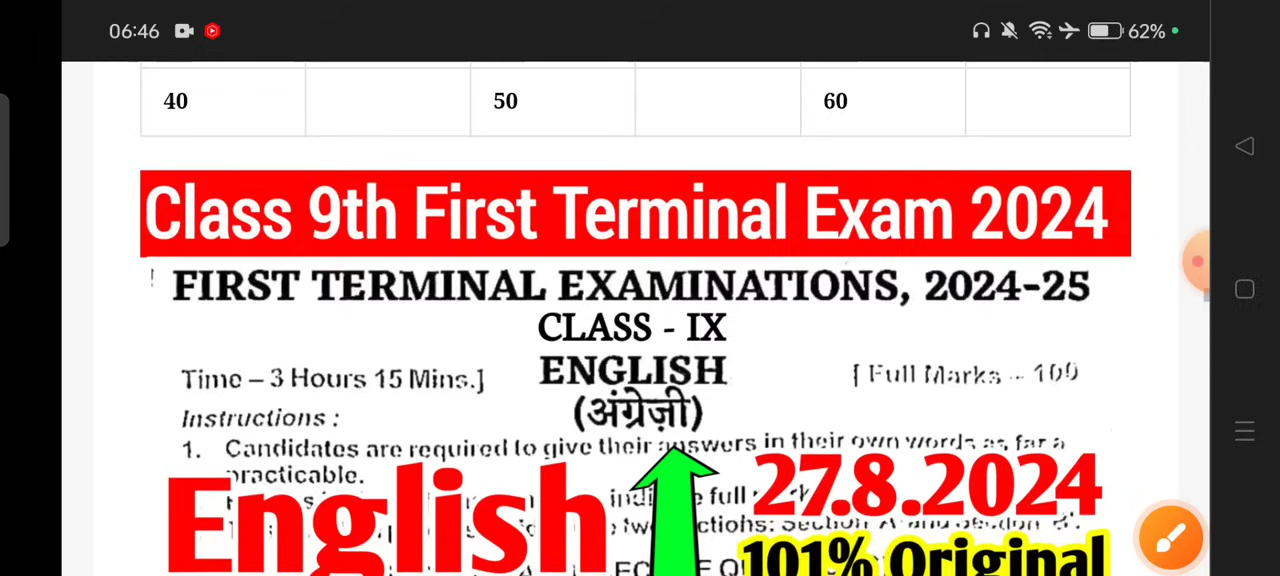 06:46
62%
40 50 60
Class 9th First Terminal Exam 2024
FIRST TERMINAL EXAMINATIONS, 2024-25
CLASS - IX
Time – 3 Hours 15 Mins.] ENGLISH [ Full Marks – 100
(अंग्रेज़ी)
Instructions :
1. Candidates are required to give their answers in their own words as far a
practicable.
English
27.8.2024
full
Section
101% Original